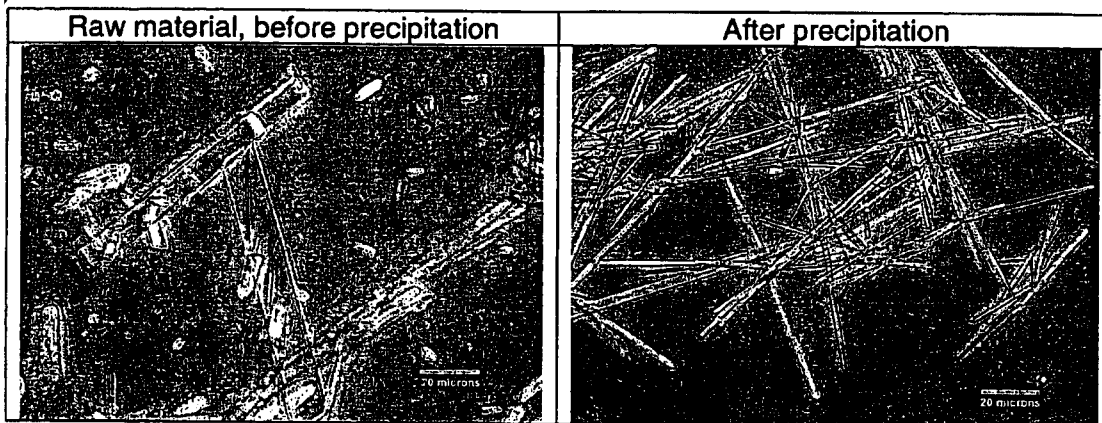 Raw material, before precipitation
After precipitation
20 microns
20 microns